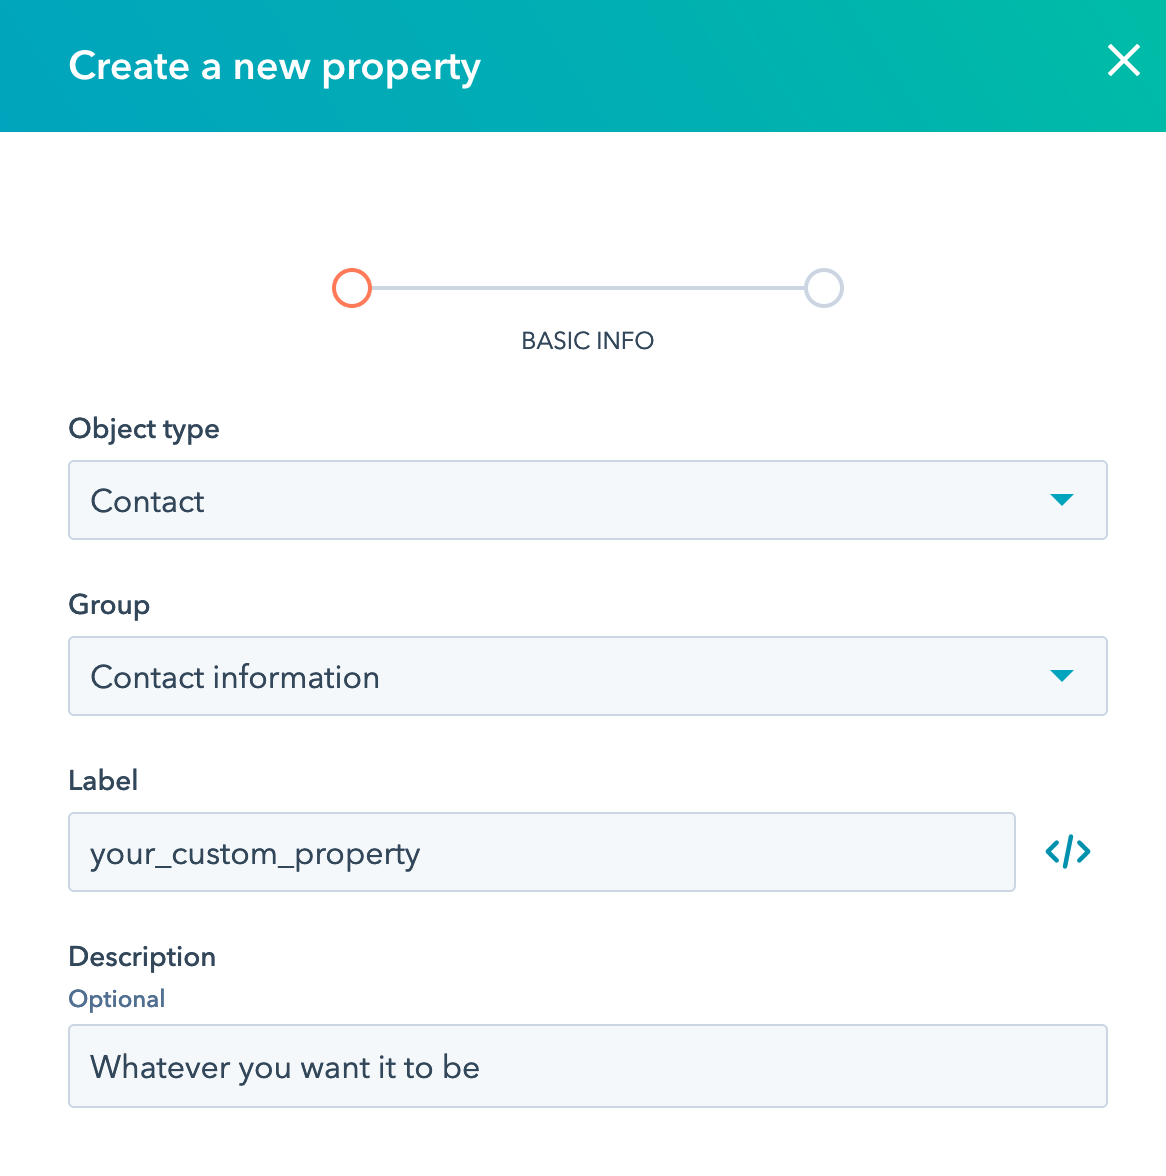 Create a new property
BASIC INFO
Object type
Contact
Group
Contact information
Label
your_custom_property
</>
Description
Optional
Whatever you want it to be